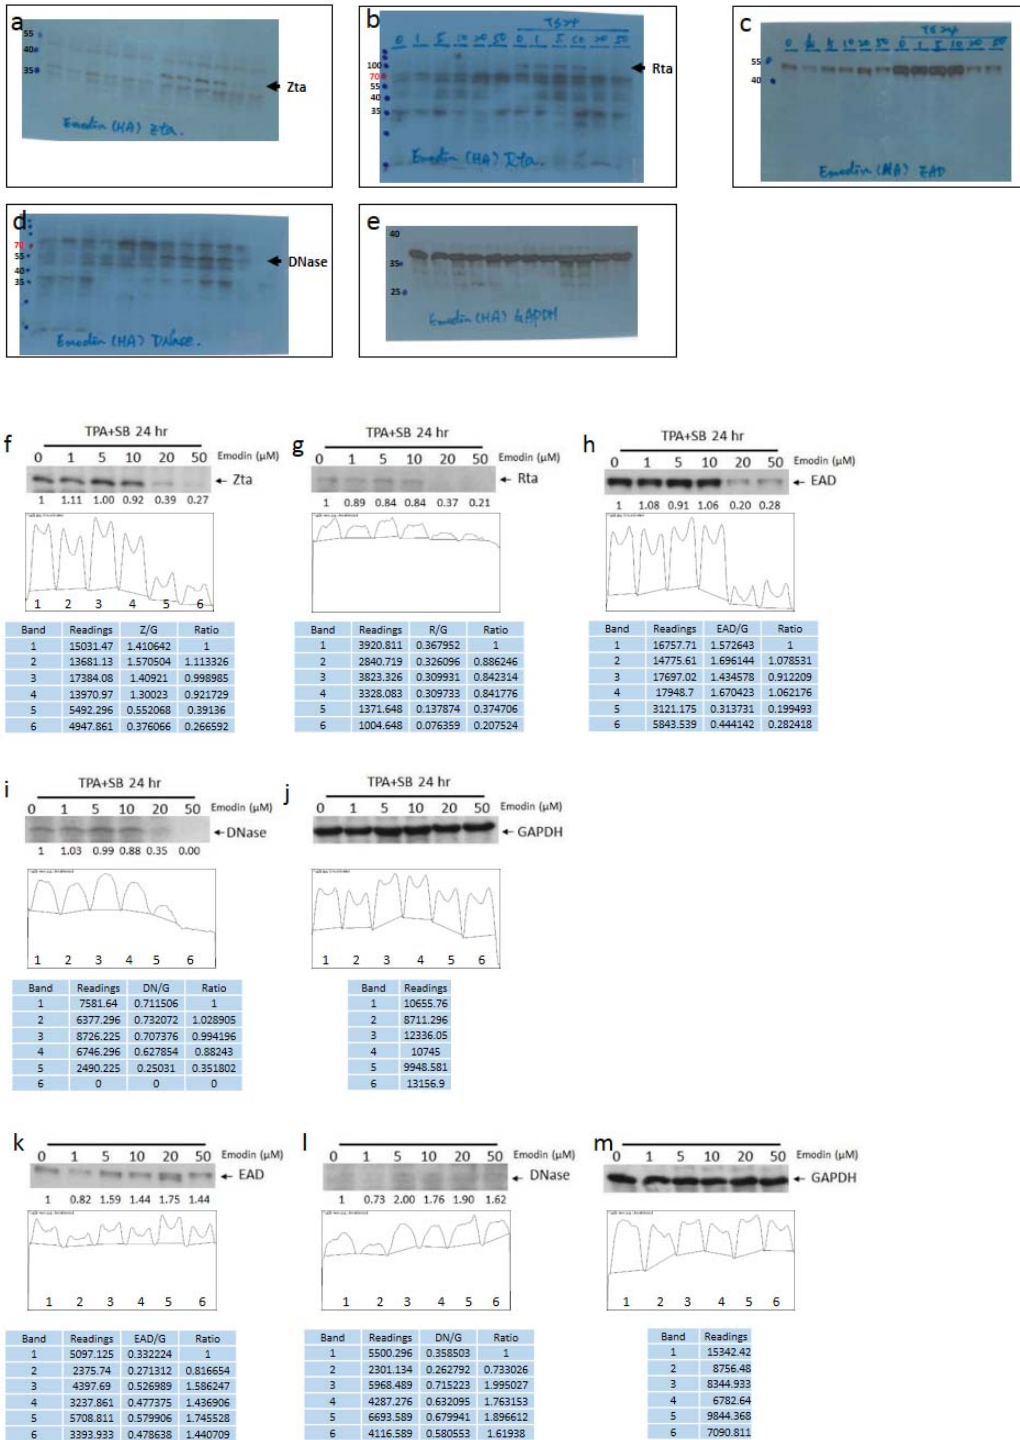 a
55
40
35
Zta
Emodin (HA) Zta.
b
TS 24
0 1 5 10 20 50 0 1 5 10 20 50
100
70
55
40
35
Rta
Emodin (HA) Rta.
c
TS 24
0 10 20 50 0 1 5 10 20 50
55
40
Emodin (HA) EAD
d
70
55
40
35
DNase
Emodin (HA) DNase.
e
40
35
25
Emodin (HA) GAPDH
f
TPA+SB 24 hr
0 1 5 10 20 50 Emodin (µM)
Zta
1 1.11 1.00 0.92 0.39 0.27
1 2 3 4 5 6
Band Readings Z/G Ratio
1 15031.47 1.410642 1
2 13681.13 1.570504 1.113326
3 17384.08 1.40921 0.998985
4 13970.97 1.30023 0.921729
5 5492.296 0.552068 0.39136
6 4947.861 0.376066 0.266592
g
TPA+SB 24 hr
0 1 5 10 20 50 Emodin (µM)
Rta
1 0.89 0.84 0.84 0.37 0.21
Band Readings R/G Ratio
1 3920.811 0.367952 1
2 2840.719 0.326096 0.886246
3 3823.326 0.309931 0.842314
4 3328.083 0.309733 0.841776
5 1371.648 0.137874 0.374706
6 1004.648 0.076359 0.207524
h
TPA+SB 24 hr
0 1 5 10 20 50 Emodin (µM)
EAD
1 1.08 0.91 1.06 0.20 0.28
Band Readings EAD/G Ratio
1 16757.71 1.572643 1
2 14775.61 1.696144 1.078531
3 17697.02 1.434578 0.912209
4 17948.7 1.670423 1.062176
5 3121.175 0.313731 0.199493
6 5843.539 0.444142 0.282418
i
TPA+SB 24 hr
0 1 5 10 20 50 Emodin (µM)
DNase
1 1.03 0.99 0.88 0.35 0.00
1 2 3 4 5 6
Band Readings DN/G Ratio
1 7581.64 0.711506 1
2 6377.296 0.732072 1.028905
3 8726.225 0.707376 0.994196
4 6746.296 0.627854 0.88243
5 2490.225 0.25031 0.351802
6 0 0 0
j
TPA+SB 24 hr
0 1 5 10 20 50 Emodin (µM)
GAPDH
1 2 3 4 5 6
Band Readings
1 10655.76
2 8711.296
3 12336.05
4 10745
5 9948.581
6 13156.9
k
0 1 5 10 20 50 Emodin (µM)
EAD
1 0.82 1.59 1.44 1.75 1.44
1 2 3 4 5 6
Band Readings EAD/G Ratio
1 5097.125 0.332224 1
2 2375.74 0.271312 0.816654
3 4397.69 0.526989 1.586247
4 3237.861 0.477375 1.436906
5 5708.811 0.579906 1.745528
6 3393.933 0.478638 1.440709
l
0 1 5 10 20 50 Emodin (µM)
DNase
1 0.73 2.00 1.76 1.90 1.62
1 2 3 4 5 6
Band Readings DN/G Ratio
1 5500.296 0.358503 1
2 2301.134 0.262792 0.733026
3 5968.489 0.715223 1.995027
4 4287.276 0.632095 1.763153
5 6693.589 0.679941 1.896612
6 4116.589 0.580553 1.61938
m
0 1 5 10 20 50 Emodin (µM)
GAPDH
1 2 3 4 5 6
Band Readings
1 15342.42
2 8756.48
3 8344.933
4 6782.64
5 9844.368
6 7090.811